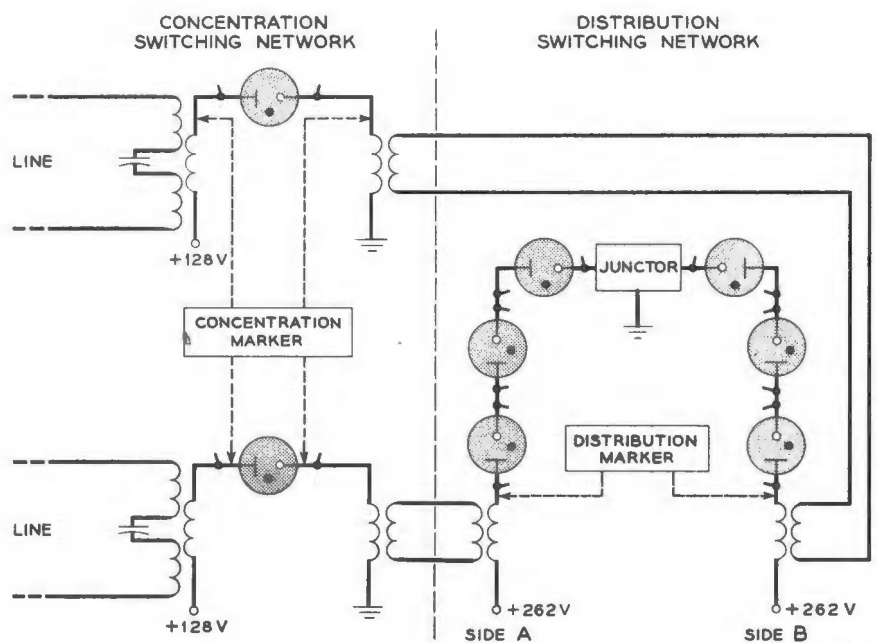 CONCENTRATION
SWITCHING NETWORK
DISTRIBUTION
SWITCHING NETWORK
LINE
+128V
JUNCTOR
CONCENTRATION
MARKER
DISTRIBUTION
MARKER
LINE
+128V
+262V
+262V
SIDE A
SIDE B